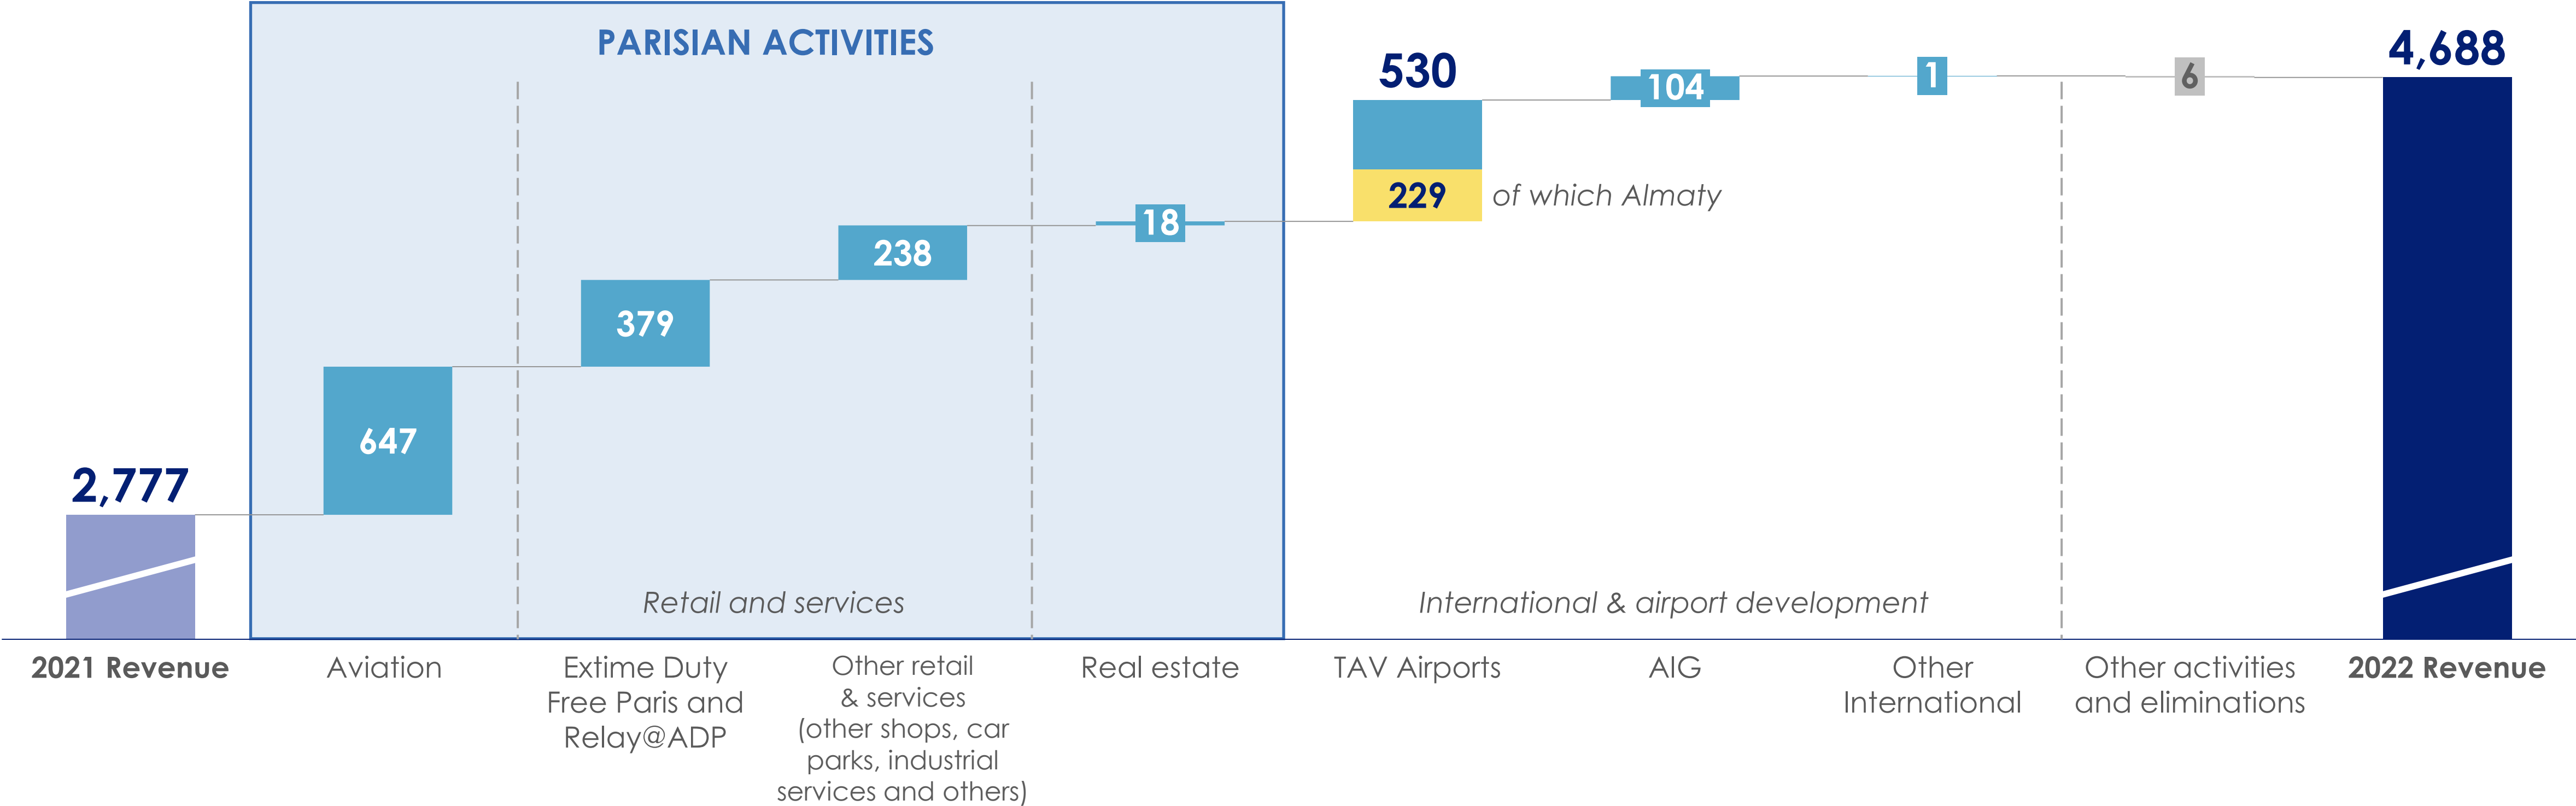 PARISIAN ACTIVITIES
2,777
647
379
238
18
530
229
of which Almaty
104
1
6
4,688
Retail and services
International & airport development
2021 Revenue
Aviation
Extime Duty
Free Paris and
Relay@ADP
Other retail
& services
(other shops, car
parks, industrial
services and others)
Real estate
TAV Airports
AIG
Other
International
Other activities
and eliminations
2022 Revenue